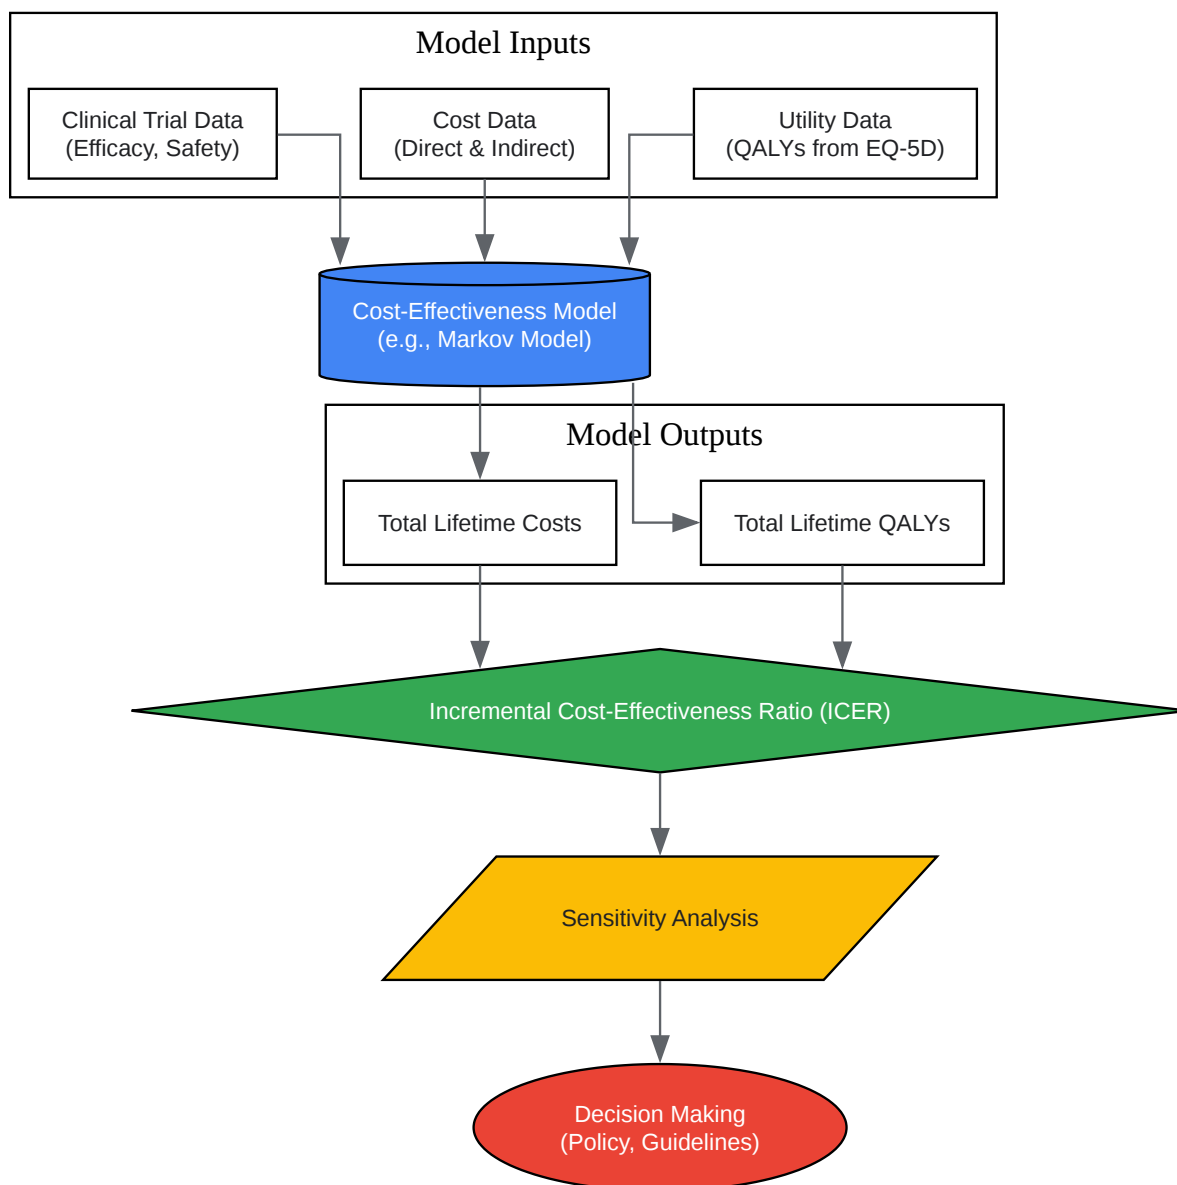 Model Inputs
Clinical Trial Data
(Efficacy, Safety)
Cost Data
(Direct & Indirect)
Utility Data
(QALYs from EQ-5D)
Cost-Effectiveness Model
(e.g., Markov Model)
Model Outputs
Total Lifetime Costs
Total Lifetime QALYs
Incremental Cost-Effectiveness Ratio (ICER)
Sensitivity Analysis
Decision Making
(Policy, Guidelines)